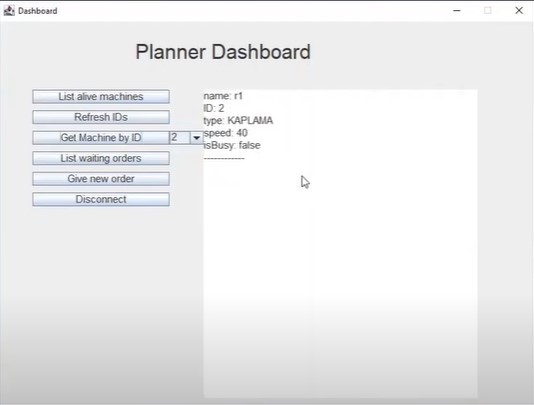 Dashboard
Planner Dashboard
List alive machines
Refresh IDs
Get Machine by ID
2
List waiting orders
Give new order
Disconnect
name: r1
ID: 2
type: KAPLAMA
speed: 40
isBusy: false
------------